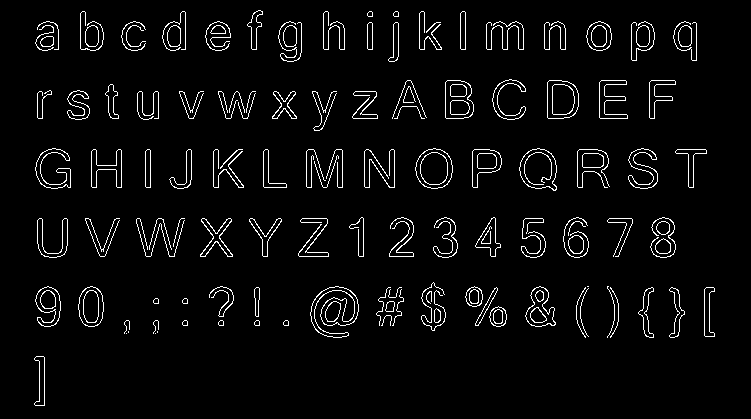 a b c d e f g h i j k l m n o p q
r s t u v w x y z A B C D E F
G H I J K L M N O P Q R S T
U V W X Y Z 1 2 3 4 5 6 7 8
9 0 , ; : ? ! . @ # $ % & ( ) { } [
]